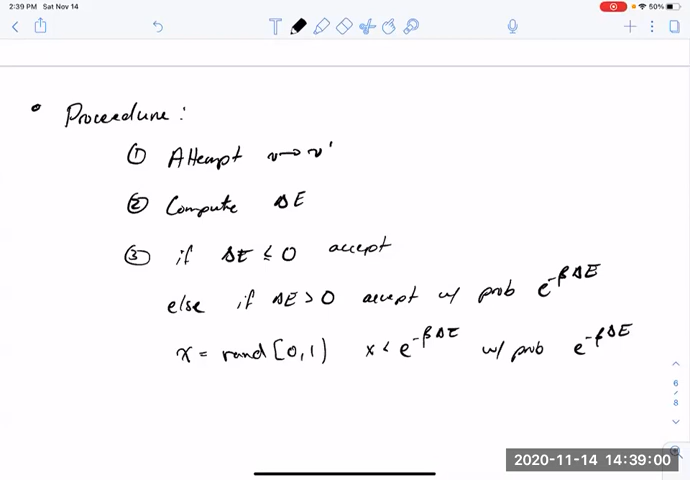 2:39 PM Sat Nov 14
50%
• Procedure:
① Attempt ν → ν'
② Compute ΔE
③ if ΔE ≤ 0 accept
else if ΔE > 0 accept w/ prob e^{-βΔE}
x = rand [0,1) x < e^{-βΔE} w/ prob e^{-βΔE}
6
/
8
2020-11-14 14:39:00